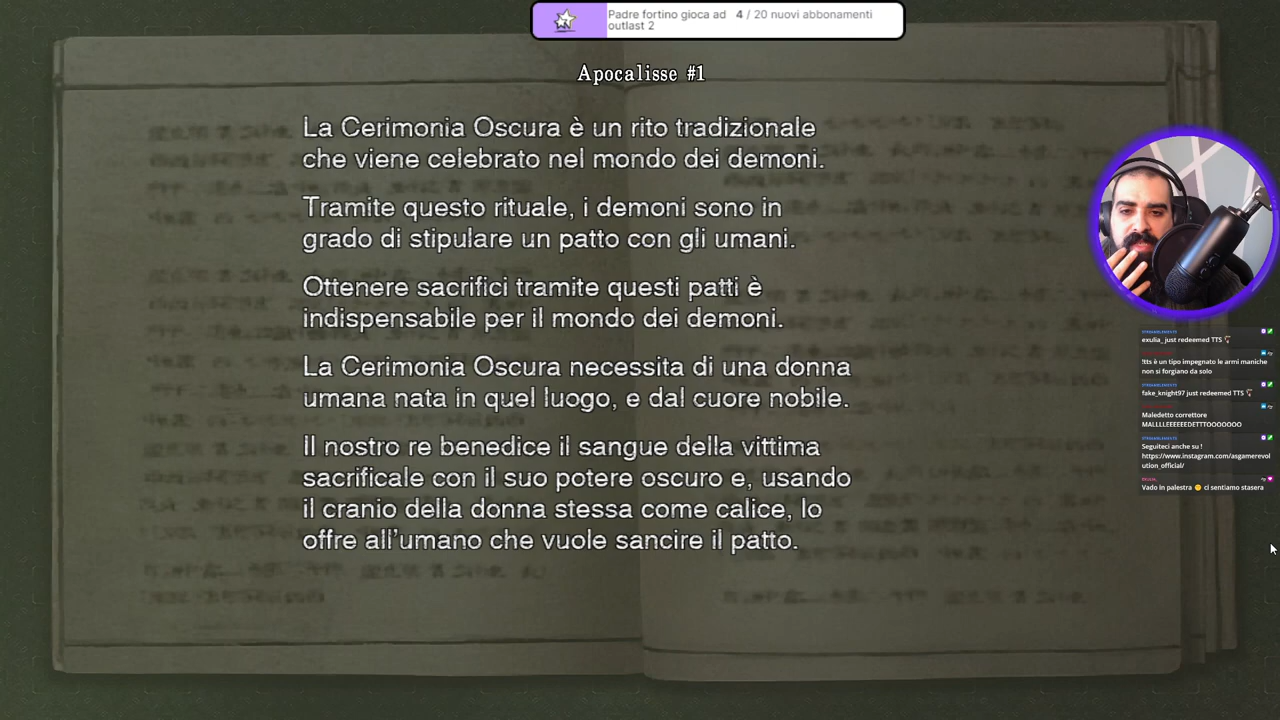 Padre fortino gioca ad outlast 2
4 / 20 nuovi abbonamenti
Apocalisse #1
La Cerimonia Oscura è un rito tradizionale
che viene celebrato nel mondo dei demoni.
Tramite questo rituale, i demoni sono in
grado di stipulare un patto con gli umani.
Ottenere sacrifici tramite questi patti è
indispensabile per il mondo dei demoni.
La Cerimonia Oscura necessita di una donna
umana nata in quel luogo, e dal cuore nobile.
Il nostro re benedice il sangue della vittima
sacrificale con il suo potere oscuro e, usando
il cranio della donna stessa come calice, lo
offre all'umano che vuole sancire il patto.
exulia_ just redeemed TTS
!tts è un tipo impegnato le armi maniche
non si forgiano da solo
fake_knight97 just redeemed TTS
Maledetto correttore
MALLLLEEEEEEDETTTOOOOOOO
Seguiteci anche su !
https://www.instagram.com/asgamerevol
ution_official/
Vado in palestra 😗 ci sentiamo stasera